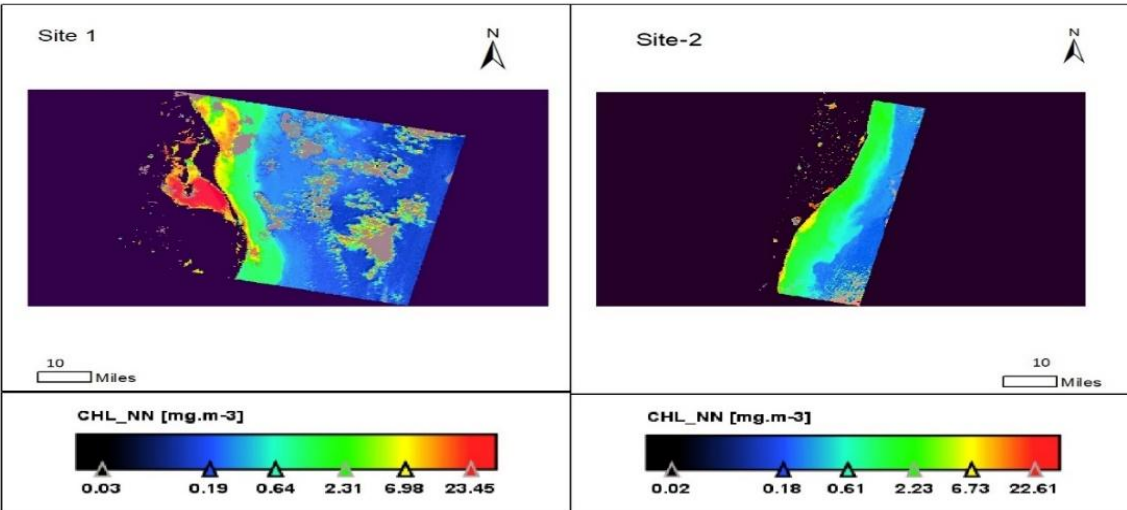 Site 1
N
10
Miles
CHL_NN [mg.m-3]
0.03 0.19 0.64 2.31 6.98 23.45
Site-2
N
10
Miles
CHL_NN [mg.m-3]
0.02 0.18 0.61 2.23 6.73 22.61